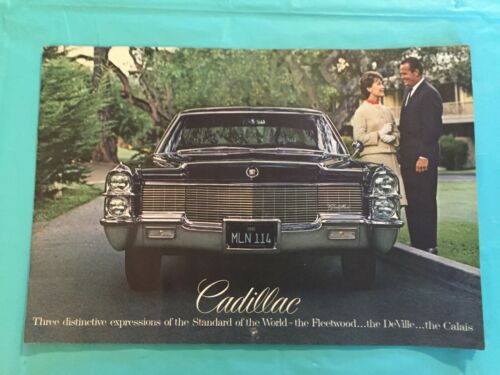 MLN 114
Cadillac
Three distinctive expressions of the Standard of the World–the Fleetwood...the DeVille...the Calais